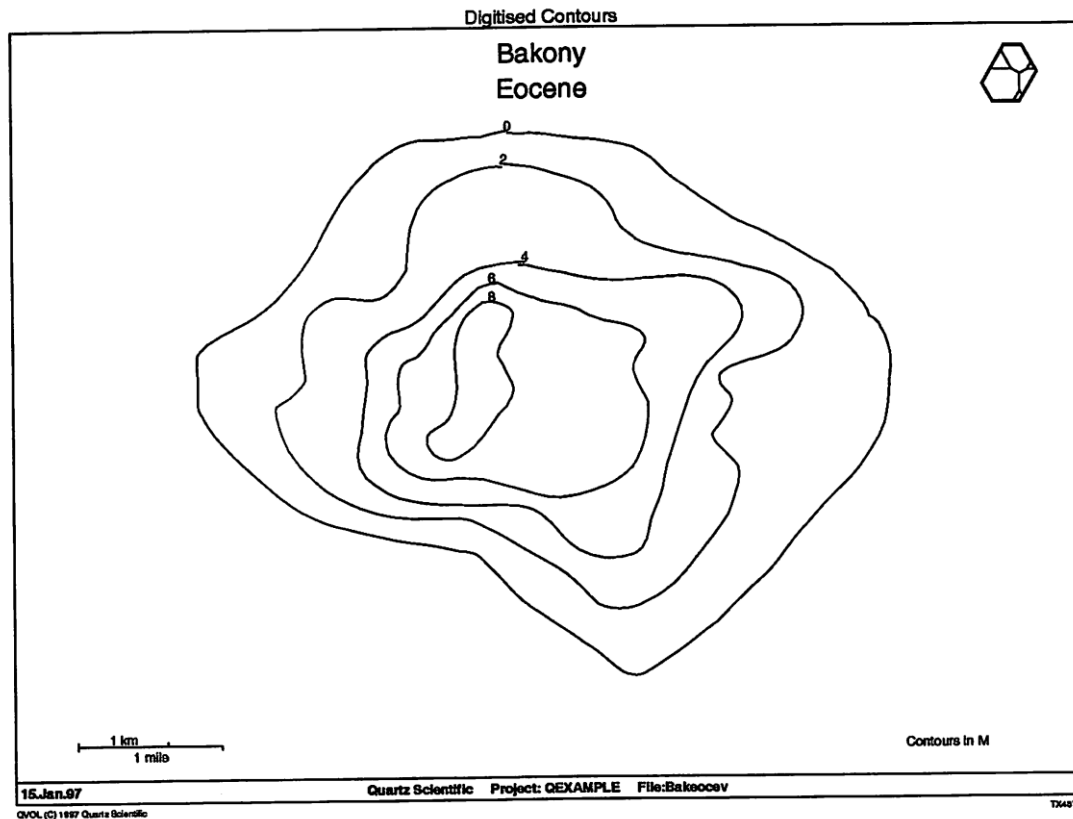 Digitised Contours
Bakony
Eocene
0
2
4
6
8
1 km
1 mile
Contours in M
15.Jan.97 Quartz Scientific Project: QEXAMPLE File:Bakeocev
QVOL (C) 1997 Quartz Scientific